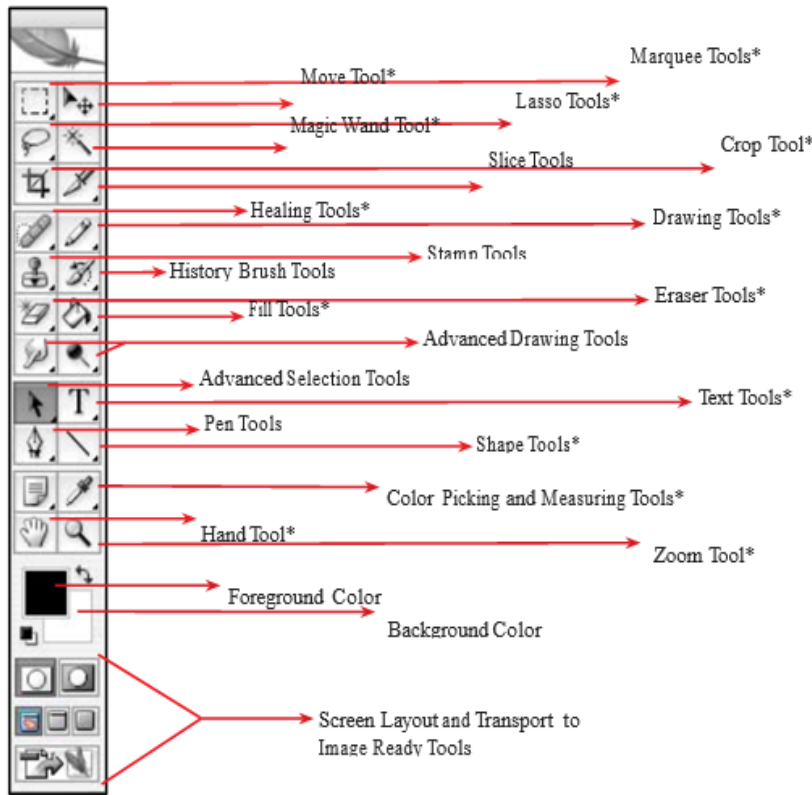 Marquee Tools*
Move Tool*
Lasso Tools*
Magic Wand Tool*
Crop Tool*
Slice Tools
Healing Tools*
Drawing Tools*
Stamp Tools
History Brush Tools
Eraser Tools*
Fill Tools*
Advanced Drawing Tools
Advanced Selection Tools
T
Text Tools*
Pen Tools
Shape Tools*
Color Picking and Measuring Tools*
Hand Tool*
Zoom Tool*
Foreground Color
Background Color
Screen Layout and Transport to
Image Ready Tools